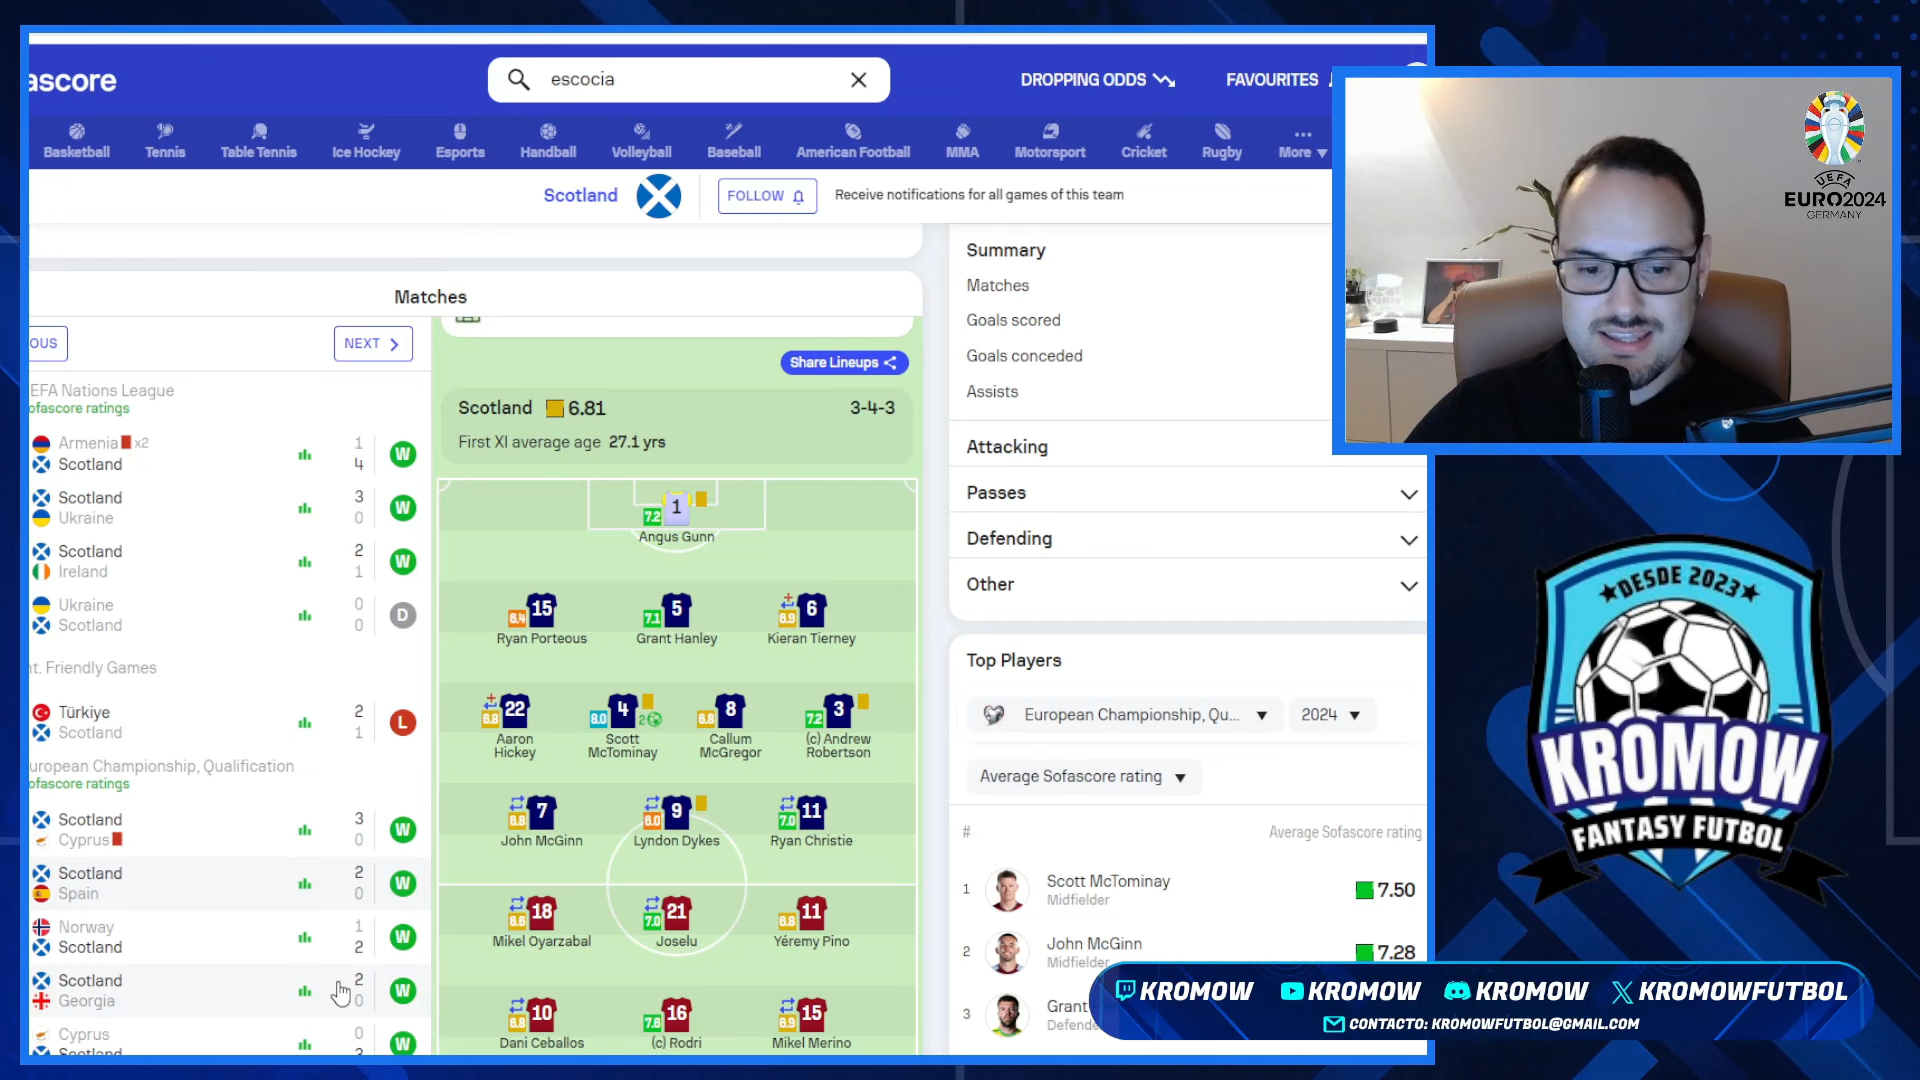 ascore
escocia
DROPPING ODDS
FAVOURITES
Basketball
Tennis
Table Tennis
Ice Hockey
Esports
Handball
Volleyball
Baseball
American Football
MMA
Motorsport
Cricket
Rugby
More
Scotland
FOLLOW
Receive notifications for all games of this team
Matches
OUS
NEXT
EFA Nations League
ofascore ratings
Armenia x2 1
Scotland 4
W
Scotland 3
Ukraine 0
W
Scotland 2
Ireland 1
W
Ukraine 0
Scotland 0
D
nt. Friendly Games
Türkiye 2
Scotland 1
L
uropean Championship, Qualification
ofascore ratings
Scotland 3
Cyprus 0
W
Scotland 2
Spain 0
W
Norway 1
Scotland 2
W
Scotland 2
Georgia 0
W
Cyprus 0
Scotland 3
W
Share Lineups
Scotland 6.81 3-4-3
First XI average age 27.1 yrs
1
7.2
Angus Gunn
15
6.4
Ryan Porteous
5
7.1
Grant Hanley
6
6.9
Kieran Tierney
22
6.8
Aaron
Hickey
4
8.0
2
Scott
McTominay
8
6.8
Callum
McGregor
3
7.2
(c) Andrew
Robertson
7
6.8
John McGinn
9
6.0
Lyndon Dykes
11
7.0
Ryan Christie
18
6.6
Mikel Oyarzabal
21
7.0
Joselu
11
6.8
Yéremy Pino
10
6.8
Dani Ceballos
16
7.6
(c) Rodri
15
6.9
Mikel Merino
Summary
Matches
Goals scored
Goals conceded
Assists
Attacking
Passes
Defending
Other
Top Players
European Championship, Qu...
2024
Average Sofascore rating
# Average Sofascore rating
1 Scott McTominay 7.50
Midfielder
2 John McGinn 7.28
Midfielder
3 Grant
Defende
UEFA
EURO2024
GERMANY
DESDE 2023
KROMOW
FANTASY FUTBOL
KROMOW
KROMOW
KROMOW
KROMOWFUTBOL
CONTACTO: KROMOWFUTBOL@GMAIL.COM